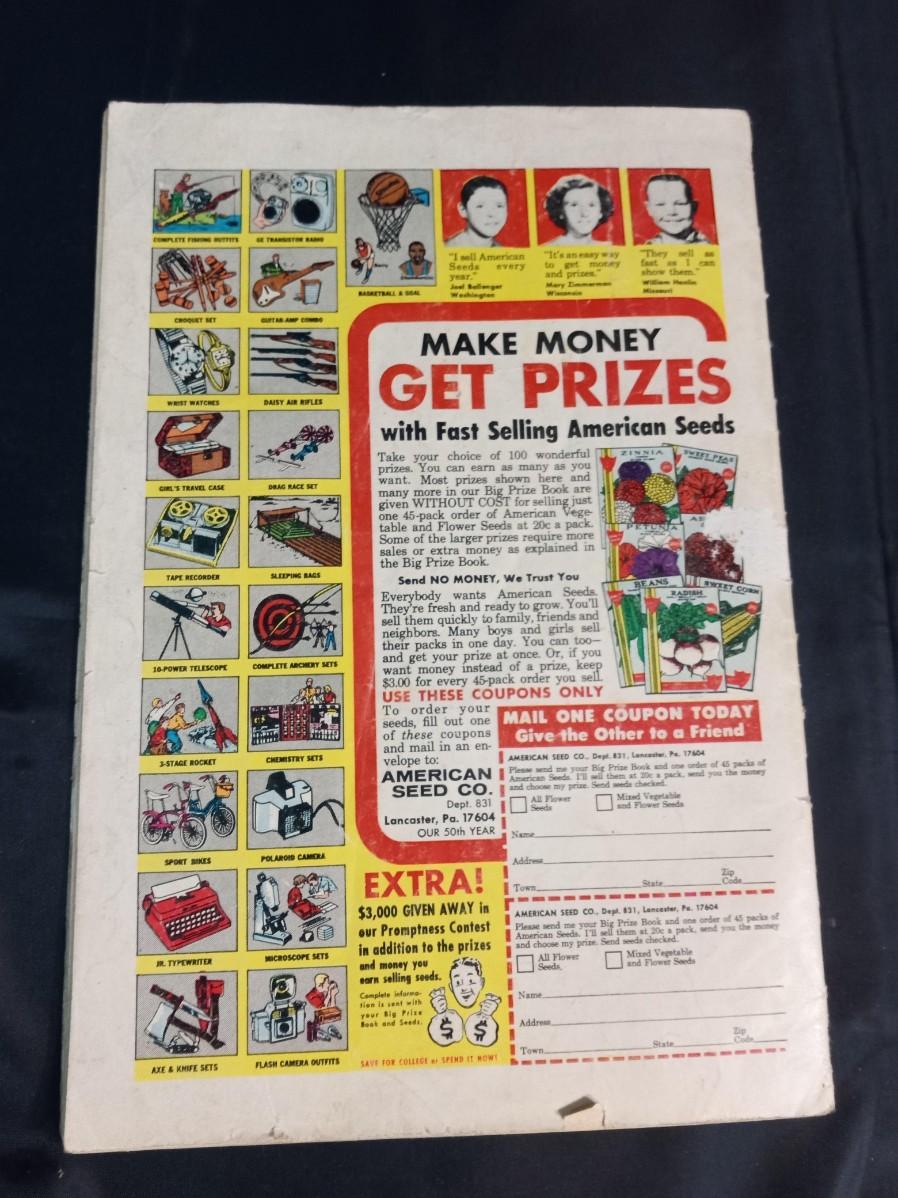 COMPLETE FISHING OUTFITS
GE TRANSISTOR RADIO
CROQUET SET
GUITAR-AMP COMBO
BASKETBALL & GOAL
"I sell American
Seeds every
year."
Joel Ballenger
Washington
"It's an easy way
to get money
and prizes."
Mary Zimmerman
Wisconsin
"They sell as
fast as I can
show them."
William Hamlin
Missouri
WRIST WATCHES
DAISY AIR RIFLES
GIRL'S TRAVEL CASE
DRAG RACE SET
TAPE RECORDER
SLEEPING BAGS
10-POWER TELESCOPE
COMPLETE ARCHERY SETS
3-STAGE ROCKET
CHEMISTRY SETS
SPORT BIKES
POLAROID CAMERA
JR. TYPEWRITER
MICROSCOPE SETS
AXE & KNIFE SETS
FLASH CAMERA OUTFITS
MAKE MONEY
GET PRIZES
with Fast Selling American Seeds
Take your choice of 100 wonderful
prizes. You can earn as many as you
want. Most prizes shown here and
many more in our Big Prize Book are
given WITHOUT COST for selling just
one 45-pack order of American Vege-
table and Flower Seeds at 20c a pack.
Some of the larger prizes require more
sales or extra money as explained in
the Big Prize Book.
Send NO MONEY, We Trust You
Everybody wants American Seeds.
They're fresh and ready to grow. You'll
sell them quickly to family, friends and
neighbors. Many boys and girls sell
their packs in one day. You can too—
and get your prize at once. Or, if you
want money instead of a prize, keep
$3.00 for every 45-pack order you sell.
USE THESE COUPONS ONLY
To order your
seeds, fill out one
of these coupons
and mail in an en-
velope to:
AMERICAN
SEED CO.
Dept. 831
Lancaster, Pa. 17604
OUR 50th YEAR
ZINNIA
SWEET PEAS
PETUNIA
AS
BEANS
RADISH
SWEET CORN
MAIL ONE COUPON TODAY
Give the Other to a Friend
AMERICAN SEED CO., Dept. 831, Lancaster, Pa. 17604
Please send me your Big Prize Book and one order of 45 packs of
American Seeds. I'll sell them at 20c a pack, send you the money
and choose my prize. Send seeds checked.
All Flower
Seeds
Mixed Vegetable
and Flower Seeds
Name
Address
Town State Zip
Code
AMERICAN SEED CO., Dept. 831, Lancaster, Pa. 17604
Please send me your Big Prize Book and one order of 45 packs of
American Seeds. I'll sell them at 20c a pack, send you the money
and choose my prize. Send seeds checked.
All Flower
Seeds.
Mixed Vegetable
and Flower Seeds
Name
Address
Town State Zip
Code
EXTRA!
$3,000 GIVEN AWAY in
our Promptness Contest
in addition to the prizes
and money you
earn selling seeds.
Complete informa-
tion is sent with
your Big Prize
Book and Seeds.
$ $
SAVE FOR COLLEGE or SPEND IT NOW!